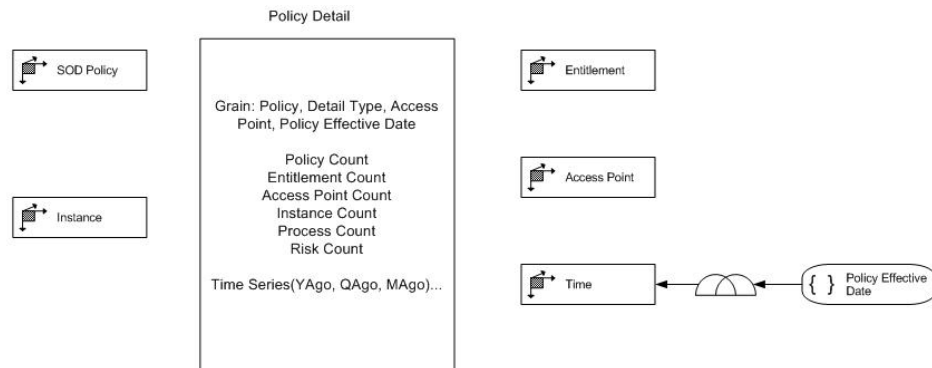 Policy Detail
SOD Policy
Instance
Grain: Policy, Detail Type, Access
Point, Policy Effective Date
Policy Count
Entitlement Count
Access Point Count
Instance Count
Process Count
Risk Count
Time Series(YAgo, QAgo, MAgo)...
Entitlement
Access Point
Time
{ } Policy Effective
Date